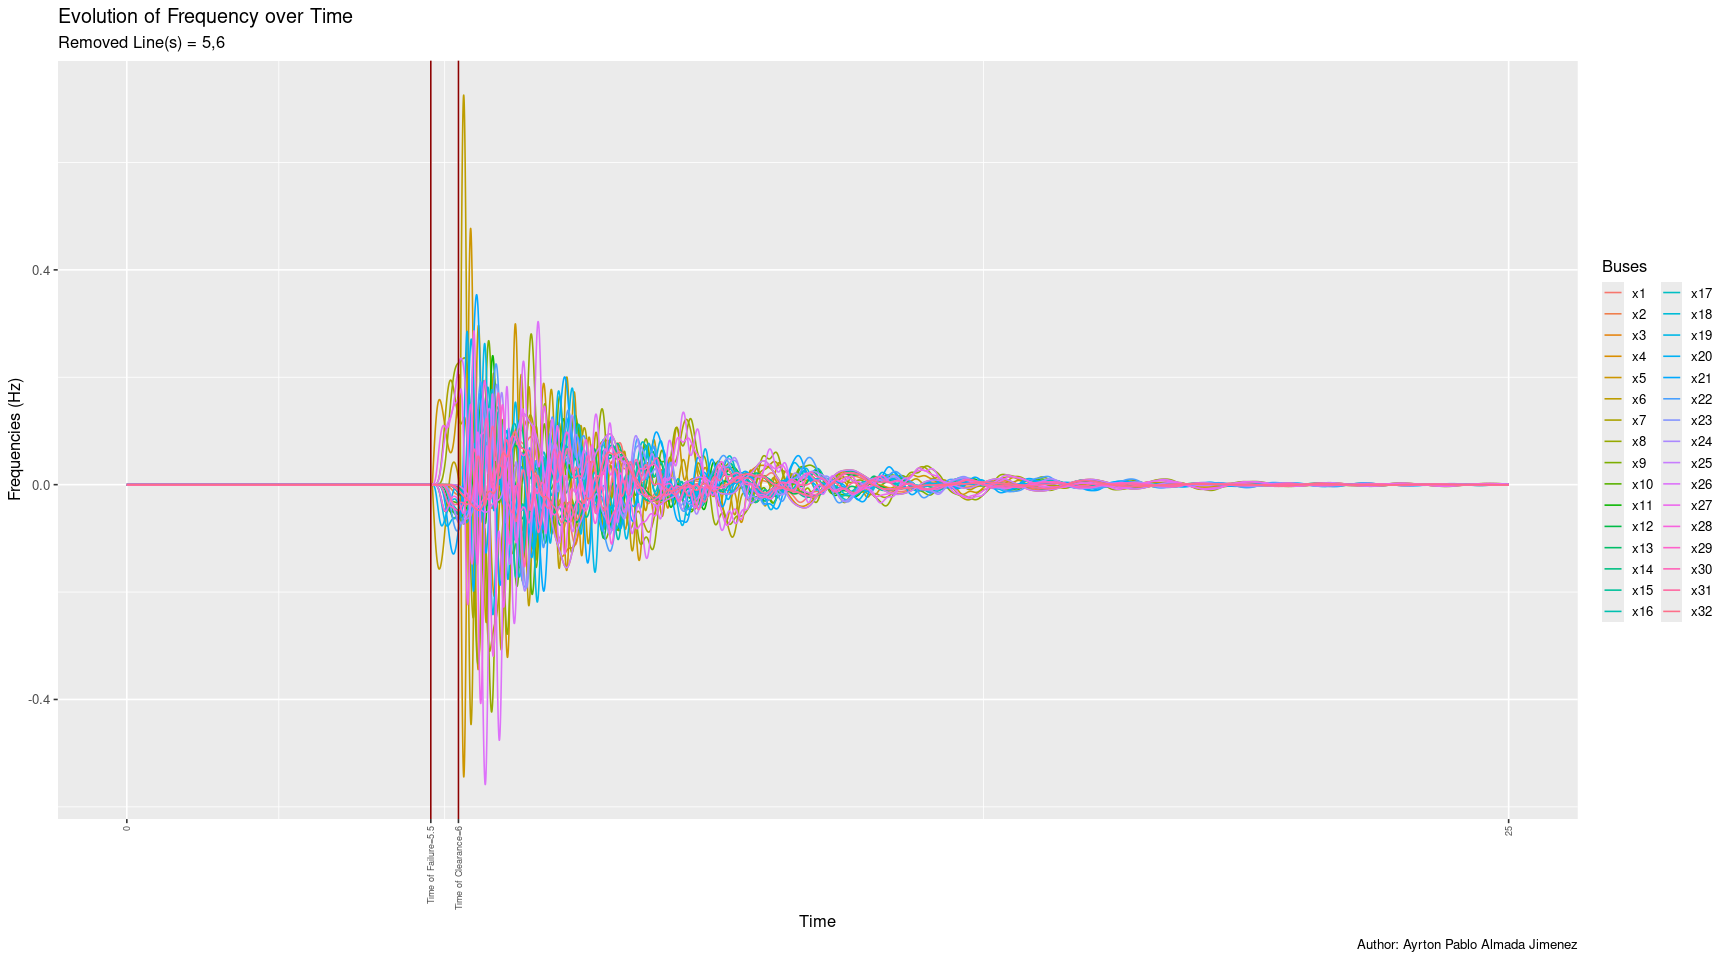 Evolution of Frequency over Time
Removed Line(s) = 5,6
Frequencies (Hz)
0.4
0.0
-0.4
0
Time of Failure=5.5
Time of Clearance=6
25
Time
Author: Ayrton Pablo Almada Jimenez
Buses
x1
x2
x3
x4
x5
x6
x7
x8
x9
x10
x11
x12
x13
x14
x15
x16
x17
x18
x19
x20
x21
x22
x23
x24
x25
x26
x27
x28
x29
x30
x31
x32